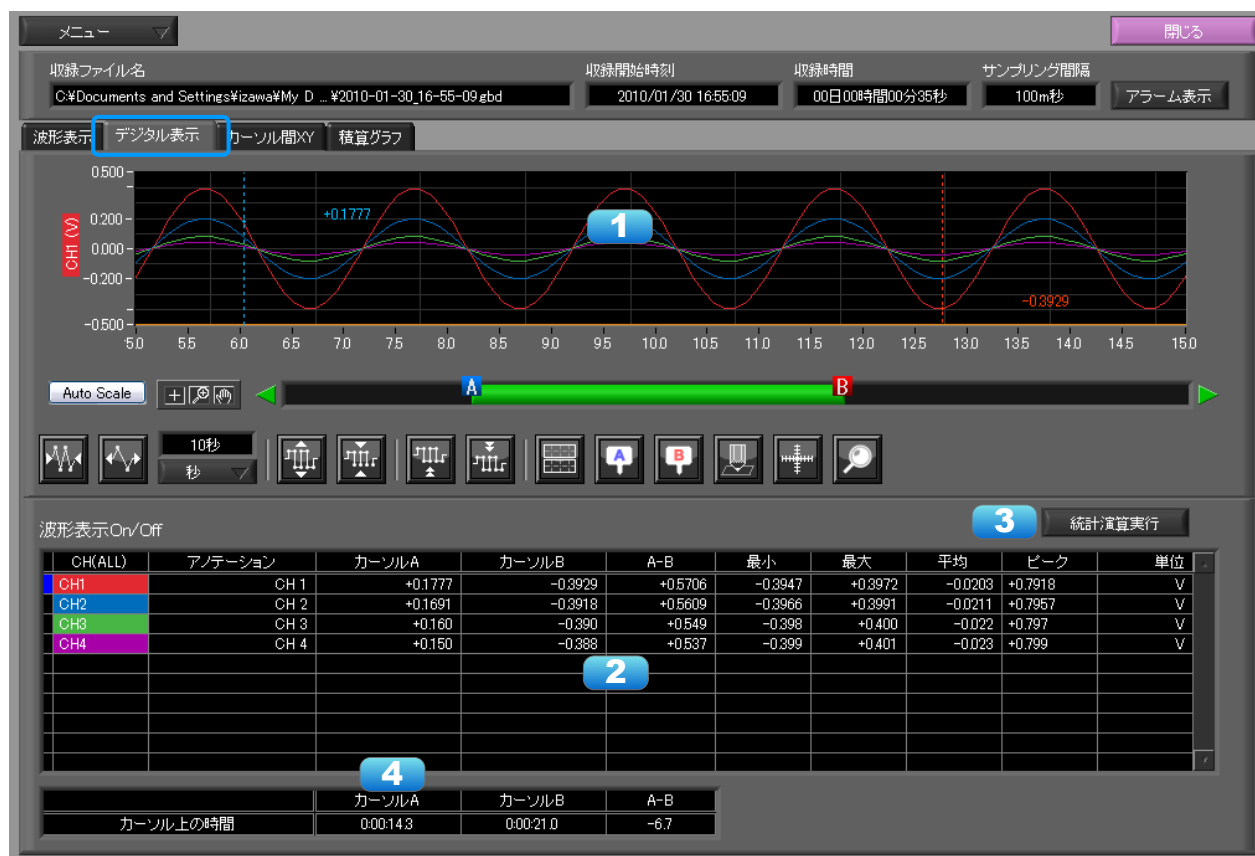 メニュー 閉じる
収録ファイル名 収録開始時刻 収録時間 サンプリング間隔
C:¥Documents and Settings¥izawa¥My D ... ¥2010-01-30_16-55-09.gbd 2010/01/30 16:55:09 00日00時間00分35秒 100m秒 アラーム表示
波形表示 デジタル表示 カーソル間XY 積算グラフ
0.500
CH1 (V)
0.200
0.000
-0.200
-0.500
+0.1777
1
-0.3929
5.0 5.5 6.0 6.5 7.0 7.5 8.0 8.5 9.0 9.5 10.0 10.5 11.0 11.5 12.0 12.5 13.0 13.5 14.0 14.5 15.0
Auto Scale A B
10秒
秒
A B
波形表示On/Off 3 統計演算実行
CH(ALL) アノテーション カーソルA カーソルB A-B 最小 最大 平均 ピーク 単位
CH1 CH 1 +0.1777 -0.3929 +0.5706 -0.3947 +0.3972 -0.0203 +0.7918 V
CH2 CH 2 +0.1691 -0.3918 +0.5609 -0.3966 +0.3991 -0.0211 +0.7957 V
CH3 CH 3 +0.160 -0.390 +0.549 -0.398 +0.400 -0.022 +0.797 V
CH4 CH 4 +0.150 -0.388 +0.537 -0.399 +0.401 -0.023 +0.799 V
2
4
カーソルA カーソルB A-B
カーソル上の時間 0:00:14.3 0:00:21.0 -6.7